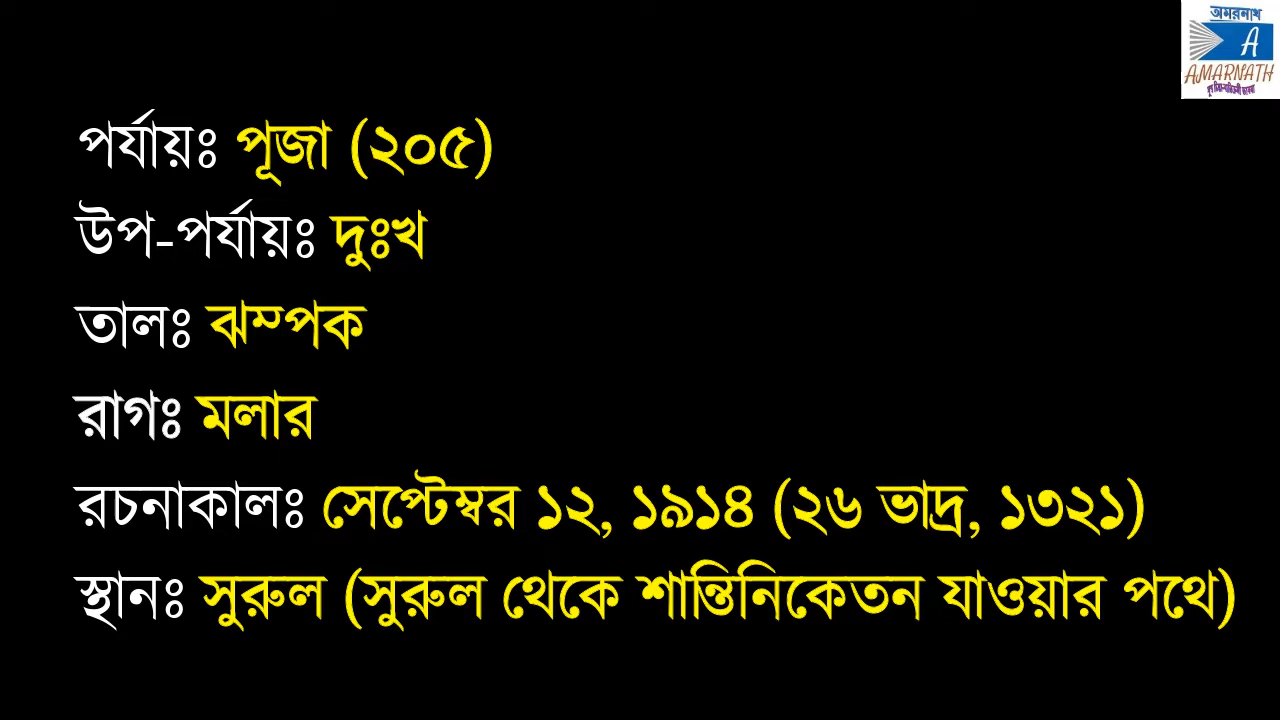 অমরনাথ
A
AMARNATH
পর্যায়ঃ পূজা (২০৫)
উপ-পর্যায়ঃ দুঃখ
তালঃ ঝম্পক
রাগঃ মলার
রচনাকালঃ সেপ্টেম্বর ১২, ১৯১৪ (২৬ ভাদ্র, ১৩২১)
স্থানঃ সুরুল (সুরুল থেকে শান্তিনিকেতন যাওয়ার পথে)